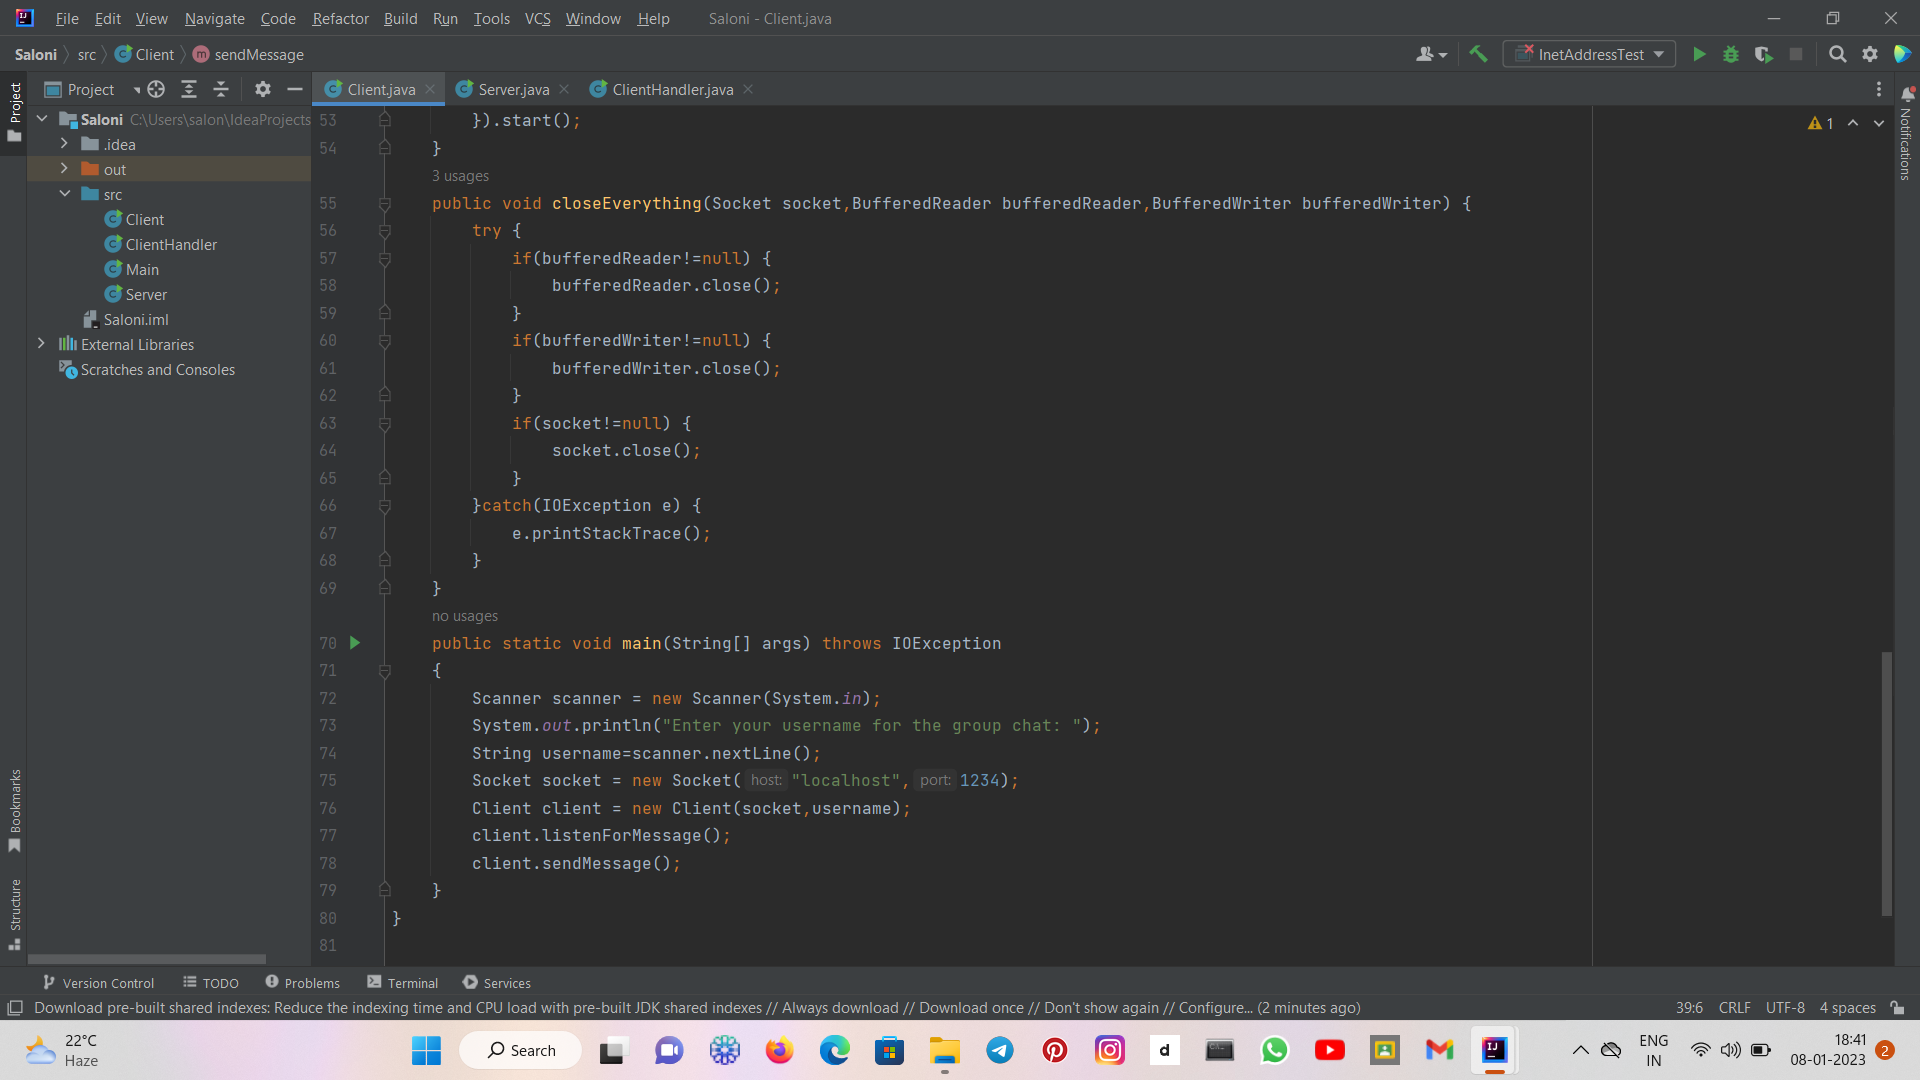 File Edit View Navigate Code Refactor Build Run Tools VCS Window Help Saloni - Client.java
Saloni src Client m sendMessage InetAddressTest
Project Client.java Server.java ClientHandler.java
Project
Notifications
Bookmarks
Structure
Saloni C:\Users\salon\IdeaProjects
.idea
out
src
Client
ClientHandler
Main
Server
Saloni.iml
External Libraries
Scratches and Consoles
1
53 }).start();
54 }
3 usages
55 public void closeEverything(Socket socket,BufferedReader bufferedReader,BufferedWriter bufferedWriter) {
56 try {
57 if(bufferedReader!=null) {
58 bufferedReader.close();
59 }
60 if(bufferedWriter!=null) {
61 bufferedWriter.close();
62 }
63 if(socket!=null) {
64 socket.close();
65 }
66 }catch(IOException e) {
67 e.printStackTrace();
68 }
69 }
no usages
70 public static void main(String[] args) throws IOException
71 {
72 Scanner scanner = new Scanner(System.in);
73 System.out.println("Enter your username for the group chat: ");
74 String username=scanner.nextLine();
75 Socket socket = new Socket( host: "localhost", port: 1234);
76 Client client = new Client(socket,username);
77 client.listenForMessage();
78 client.sendMessage();
79 }
80 }
81
Version Control TODO Problems Terminal Services
Download pre-built shared indexes: Reduce the indexing time and CPU load with pre-built JDK shared indexes // Always download // Download once // Don't show again // Configure... (2 minutes ago) 39:6 CRLF UTF-8 4 spaces
22°C
Haze
Search
d
ENG
IN
18:41
08-01-2023
2